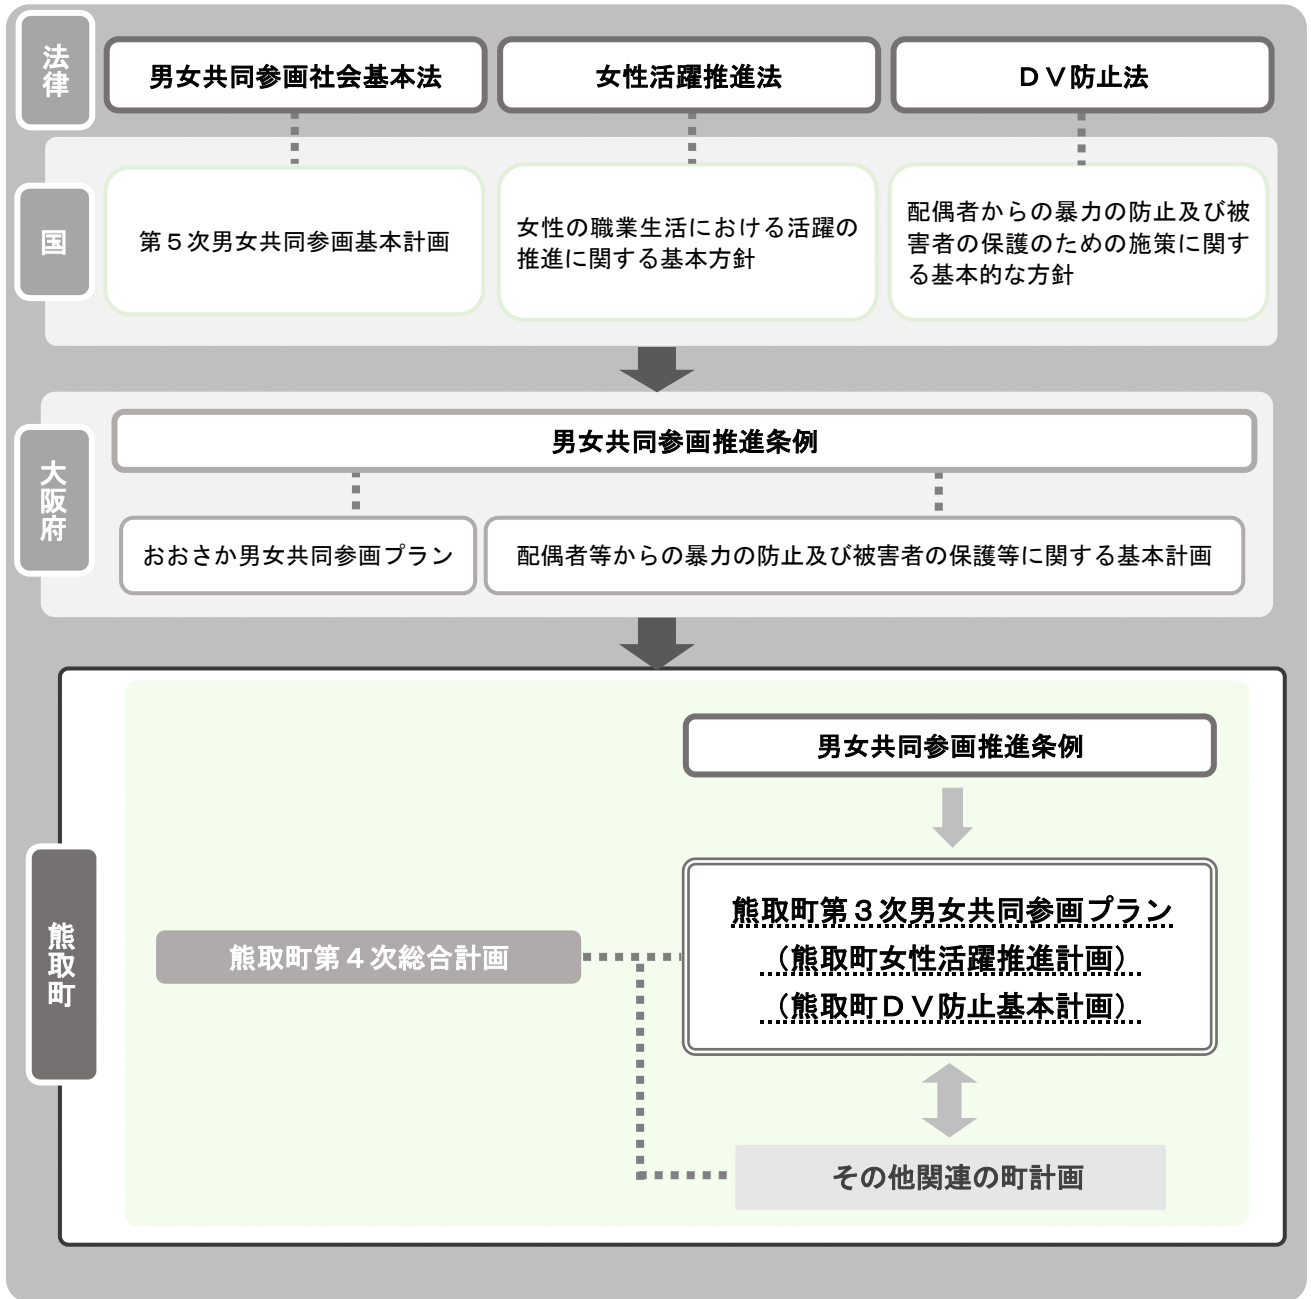 法律
男女共同参画社会基本法
女性活躍推進法
ＤＶ防止法
国
第５次男女共同参画基本計画
女性の職業生活における活躍の
推進に関する基本方針
配偶者からの暴力の防止及び被
害者の保護のための施策に関す
る基本的な方針
大阪府
男女共同参画推進条例
おおさか男女共同参画プラン
配偶者等からの暴力の防止及び被害者の保護等に関する基本計画
熊取町
男女共同参画推進条例
熊取町第４次総合計画
熊取町第３次男女共同参画プラン
（熊取町女性活躍推進計画）
（熊取町ＤＶ防止基本計画）
その他関連の町計画